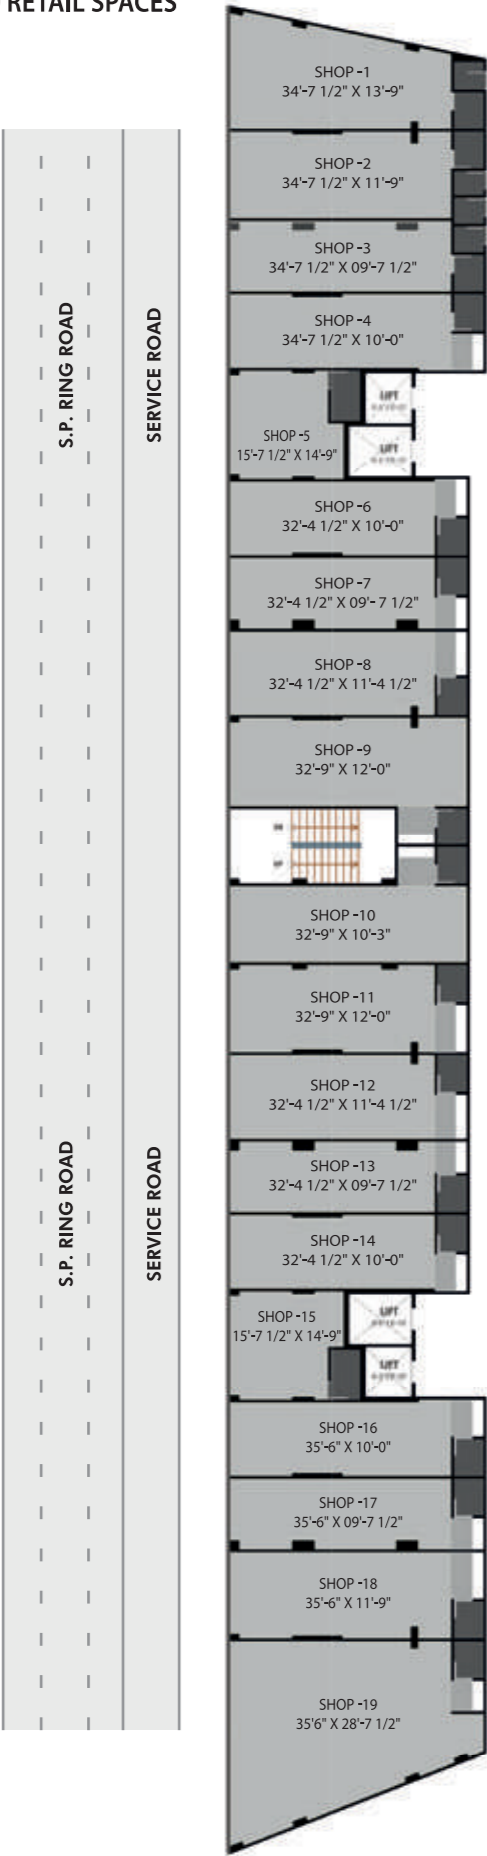 RETAIL SPACES
SHOP -1
34'-7 1/2" X 13'-9"
SHOP -2
34'-7 1/2" X 11'-9"
SHOP -3
34'-7 1/2" X 09'-7 1/2"
SHOP -4
34'-7 1/2" X 10'-0"
S.P. RING ROAD
SERVICE ROAD
LIFT
SHOP -5
15'-7 1/2" X 14'-9"
LIFT
SHOP -6
32'-4 1/2" X 10'-0"
SHOP -7
32'-4 1/2" X 09'- 7 1/2"
SHOP -8
32'-4 1/2" X 11'-4 1/2"
SHOP -9
32'-9" X 12'-0"
UP
SHOP -10
32'-9" X 10'-3"
SHOP -11
32'-9" X 12'-0"
SHOP -12
32'-4 1/2" X 11'-4 1/2"
SHOP -13
32'-4 1/2" X 09'-7 1/2"
S.P. RING ROAD
SERVICE ROAD
SHOP -14
32'-4 1/2" X 10'-0"
SHOP -15
15'-7 1/2" X 14'-9"
LIFT
LIFT
SHOP -16
35'-6" X 10'-0"
SHOP -17
35'-6" X 09'-7 1/2"
SHOP -18
35'-6" X 11'-9"
SHOP -19
35'6" X 28'-7 1/2"